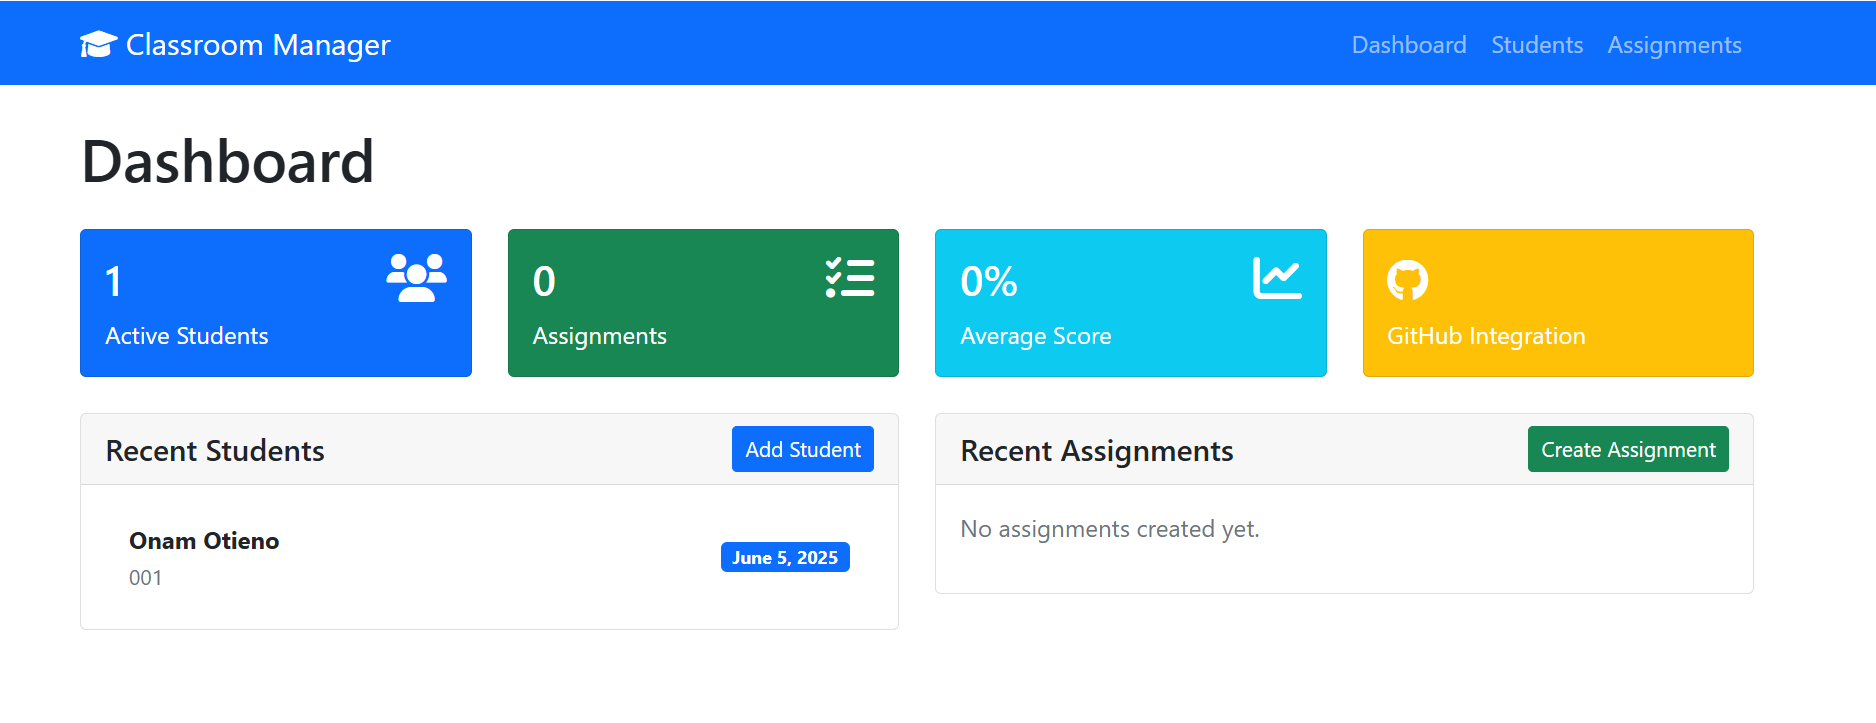 Classroom Manager
Dashboard Students Assignments
Dashboard
1
Active Students
0
Assignments
0%
Average Score
GitHub Integration
Recent Students
Add Student
Onam Otieno
001
June 5, 2025
Recent Assignments
Create Assignment
No assignments created yet.